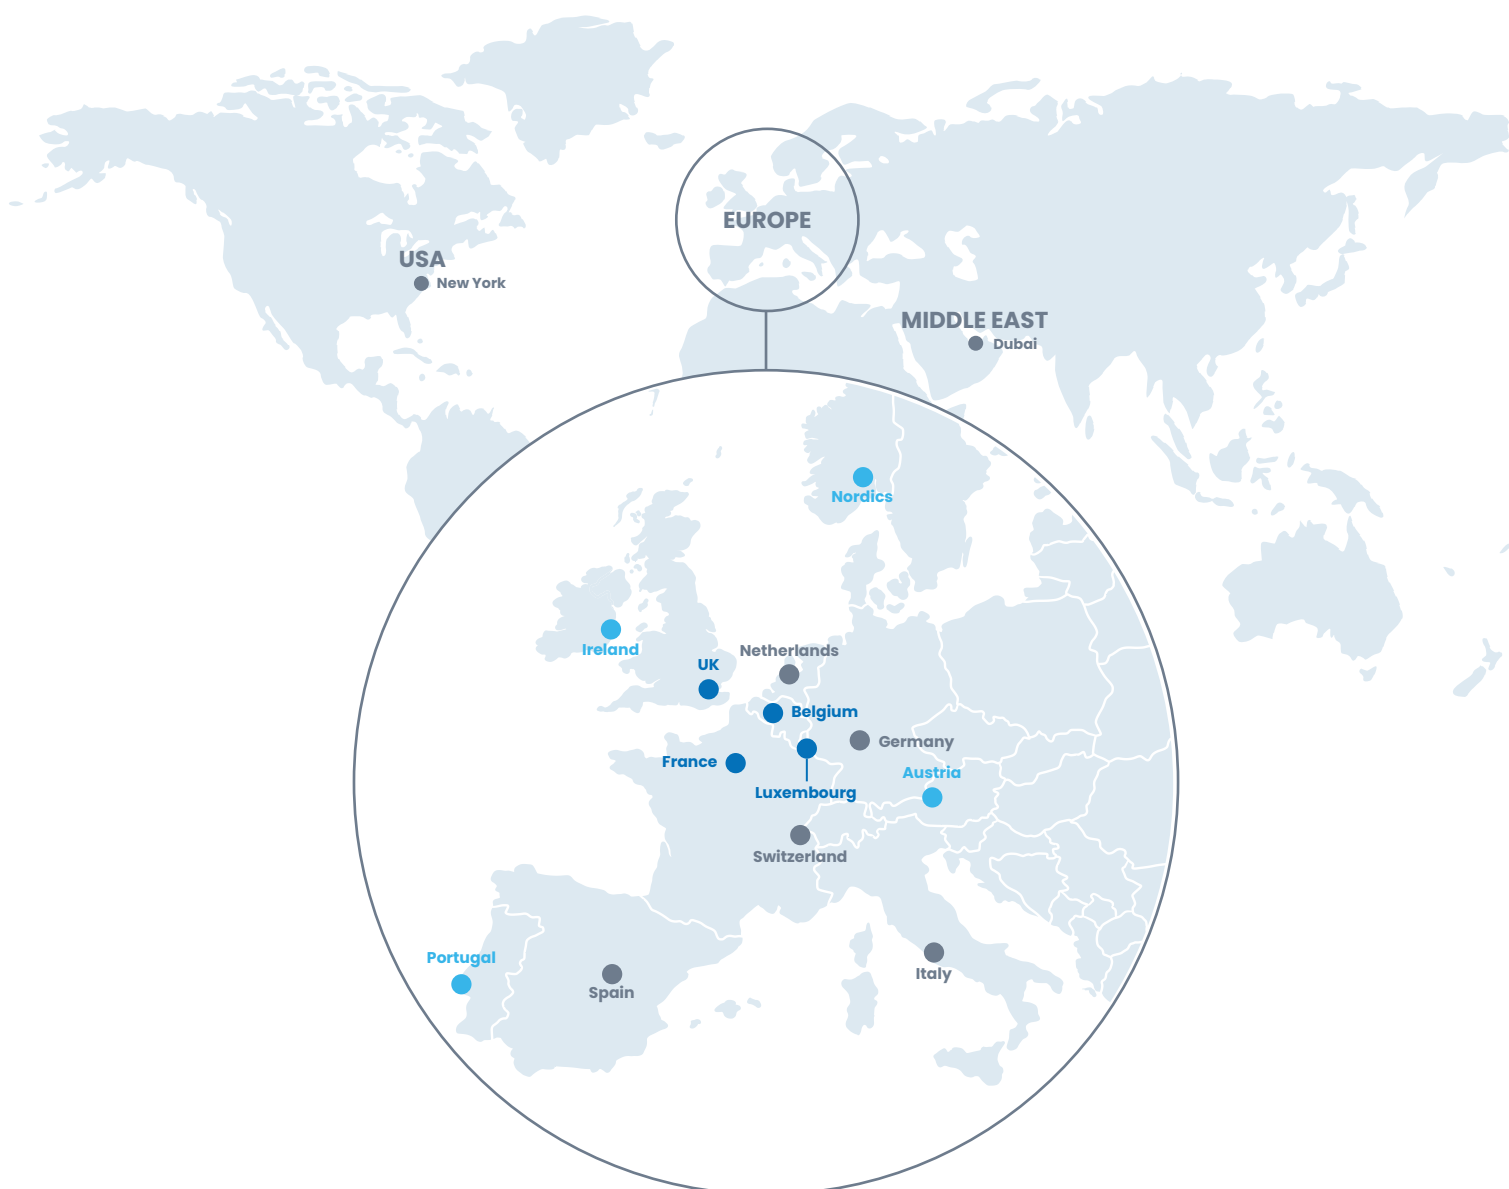 EUROPE
USA
New York
MIDDLE EAST
Dubai
Nordics
Ireland
Netherlands
UK
Belgium
Germany
France
Austria
Luxembourg
Switzerland
Portugal
Italy
Spain